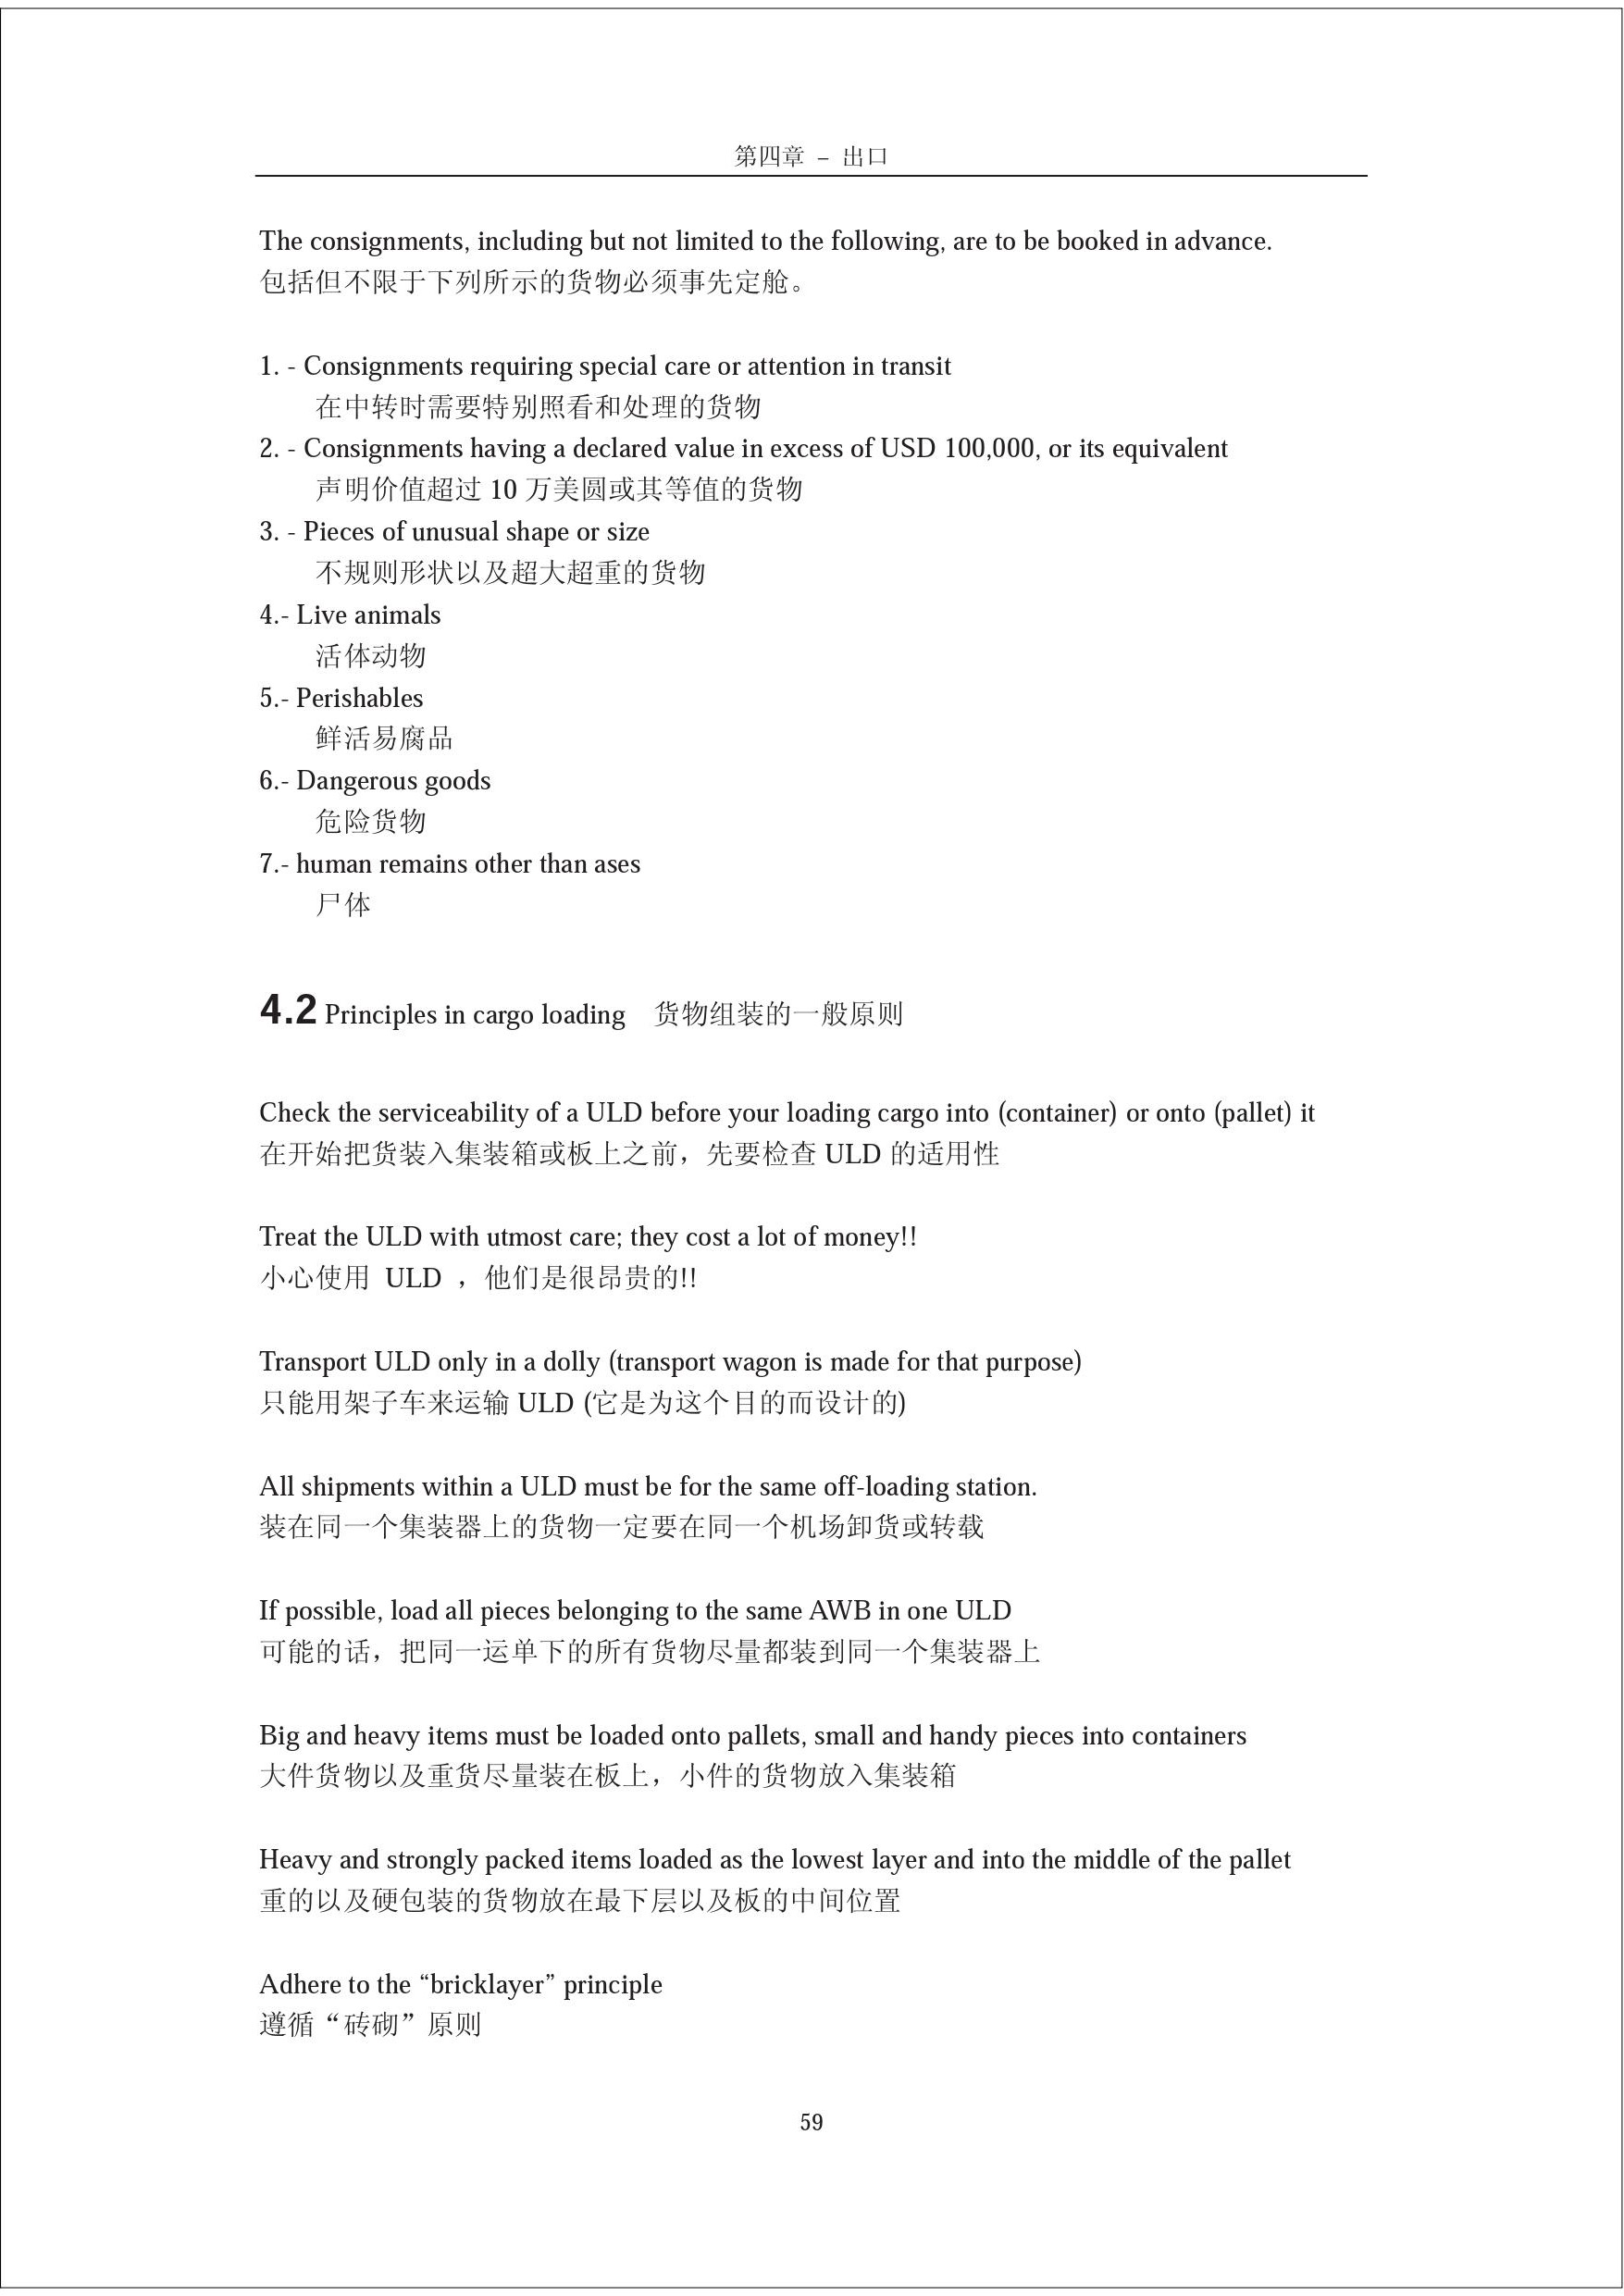 第四章 – 出口
The consignments, including but not limited to the following, are to be booked in advance.
包括但不限于下列所示的货物必须事先定舱。
1. - Consignments requiring special care or attention in transit
在中转时需要特别照看和处理的货物
2. - Consignments having a declared value in excess of USD 100,000, or its equivalent
声明价值超过 10 万美圆或其等值的货物
3. - Pieces of unusual shape or size
不规则形状以及超大超重的货物
4.- Live animals
活体动物
5.- Perishables
鲜活易腐品
6.- Dangerous goods
危险货物
7.- human remains other than ases
尸体
4.2 Principles in cargo loading 货物组装的一般原则
Check the serviceability of a ULD before your loading cargo into (container) or onto (pallet) it
在开始把货装入集装箱或板上之前，先要检查 ULD 的适用性
Treat the ULD with utmost care; they cost a lot of money!!
小心使用 ULD ，他们是很昂贵的!!
Transport ULD only in a dolly (transport wagon is made for that purpose)
只能用架子车来运输 ULD (它是为这个目的而设计的)
All shipments within a ULD must be for the same off-loading station.
装在同一个集装器上的货物一定要在同一个机场卸货或转载
If possible, load all pieces belonging to the same AWB in one ULD
可能的话，把同一运单下的所有货物尽量都装到同一个集装器上
Big and heavy items must be loaded onto pallets, small and handy pieces into containers
大件货物以及重货尽量装在板上，小件的货物放入集装箱
Heavy and strongly packed items loaded as the lowest layer and into the middle of the pallet
重的以及硬包装的货物放在最下层以及板的中间位置
Adhere to the “bricklayer” principle
遵循“砖砌”原则
59